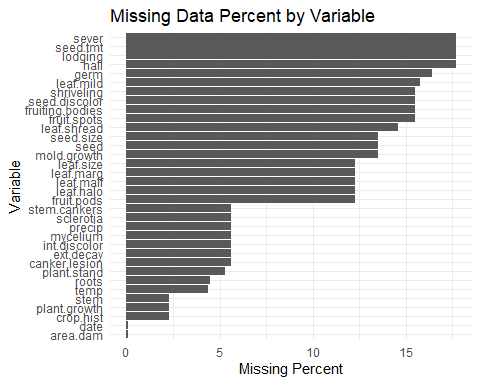 Missing Data Percent by Variable
Variable
sever
seed.tmt
lodging
hail
germ
leaf.mild
shriveling
seed.discolor
fruiting.bodies
fruit.spots
leaf.shread
seed.size
seed
mold.growth
leaf.size
leaf.marg
leaf.malf
leaf.halo
fruit.pods
stem.cankers
sclerotia
precip
mycelium
int.discolor
ext.decay
canker.lesion
plant.stand
roots
temp
stem
plant.growth
crop.hist
date
area.dam
0 5 10 15
Missing Percent